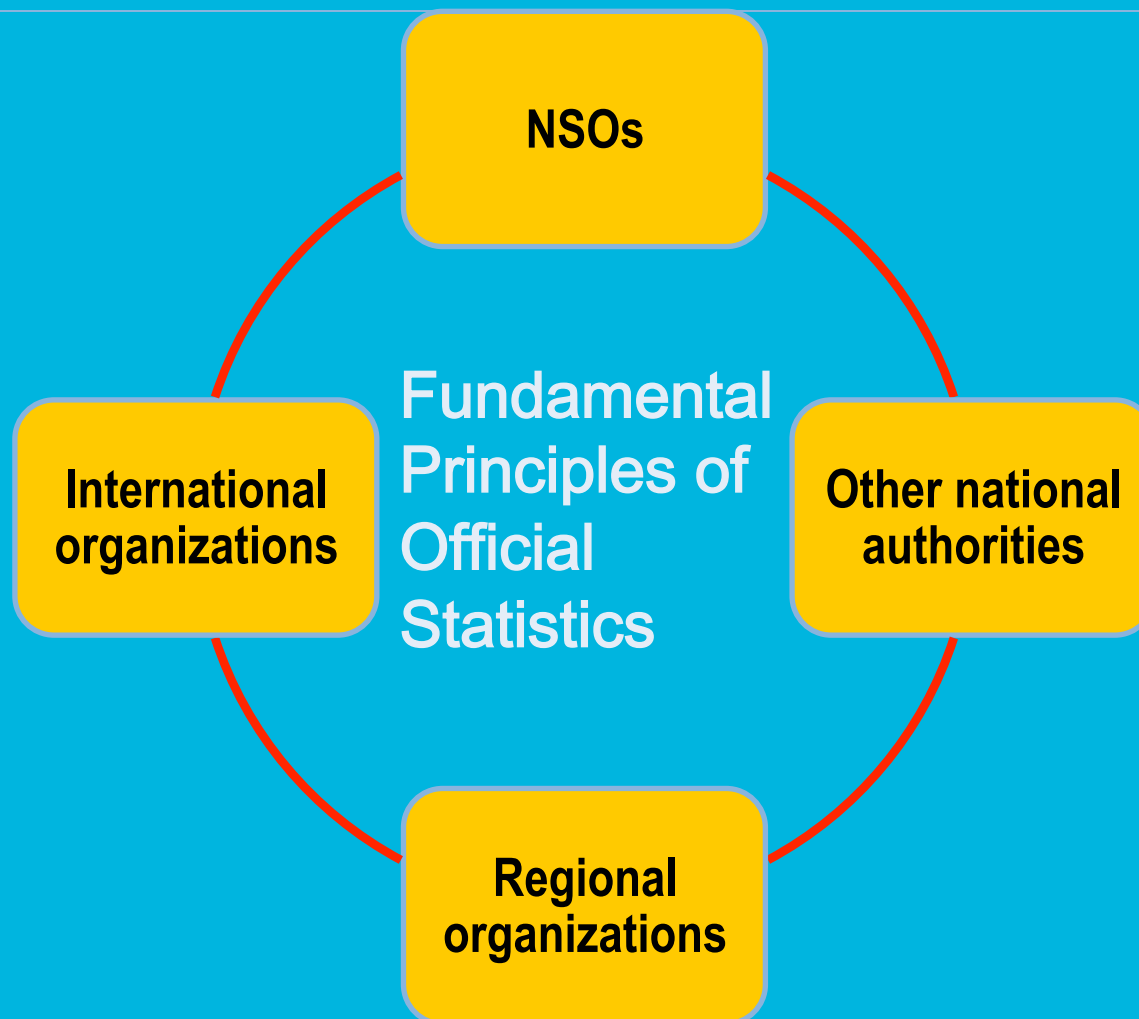 NSOs
Fundamental
Principles of
Official
Statistics
International
organizations
Other national
authorities
Regional
organizations